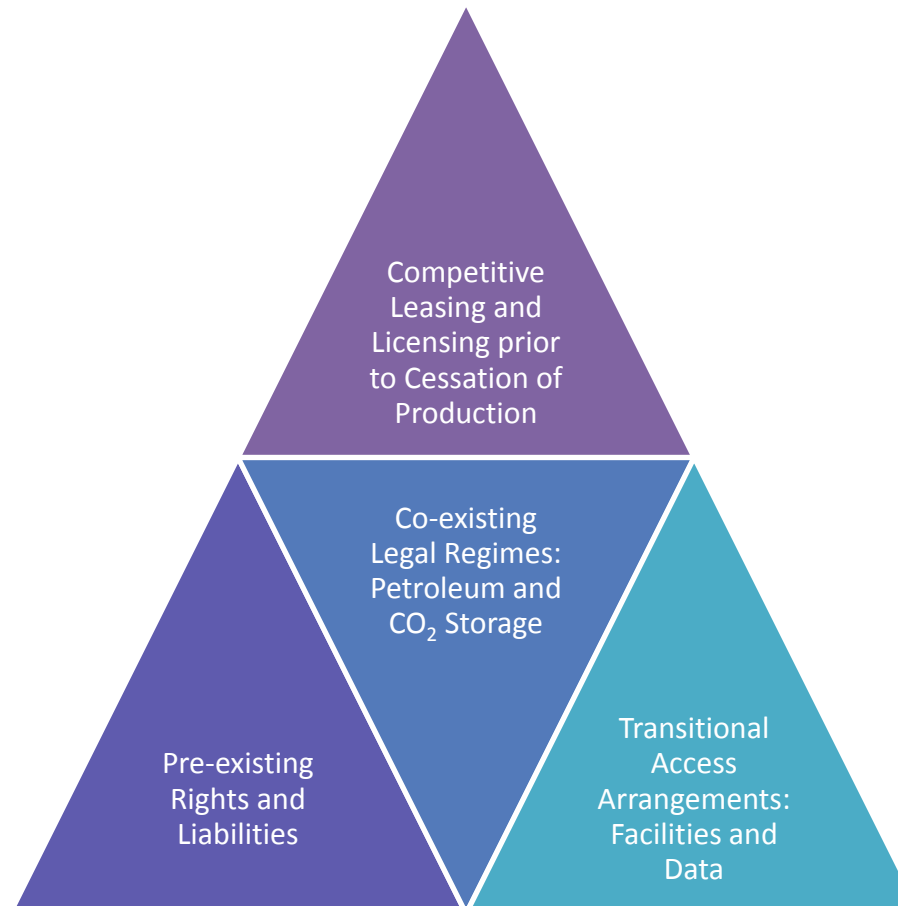 Competitive
Leasing and
Licensing prior
to Cessation of
Production
Co-existing
Legal Regimes:
Petroleum and
CO₂ Storage
Pre-existing
Rights and
Liabilities
Transitional
Access
Arrangements:
Facilities and
Data